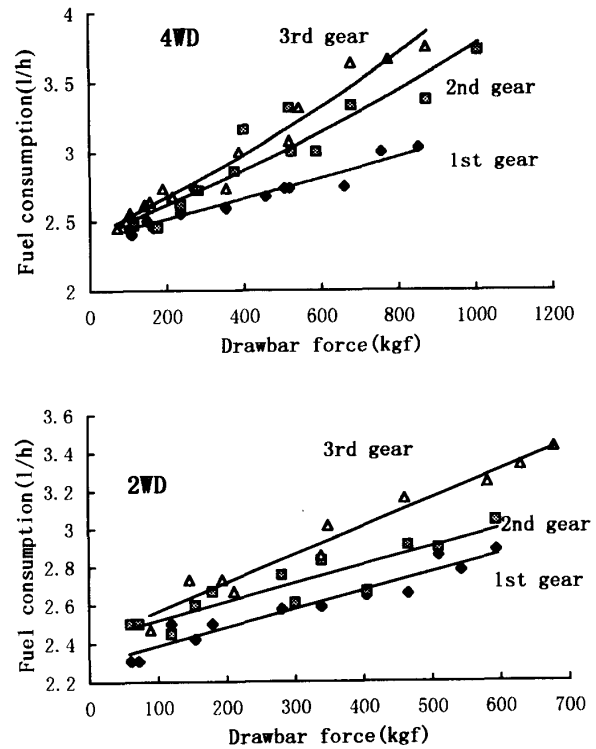 4WD
3rd gear
2nd gear
1st gear
Fuel consumption(l/h)
4
3.5
3
2.5
2
0 200 400 600 800 1000 1200
Drawbar force(kgf)
2WD
3rd gear
2nd gear
1st gear
Fuel consumption(l/h)
3.6
3.4
3.2
3
2.8
2.6
2.4
2.2
0 100 200 300 400 500 600 700
Drawbar force(kgf)